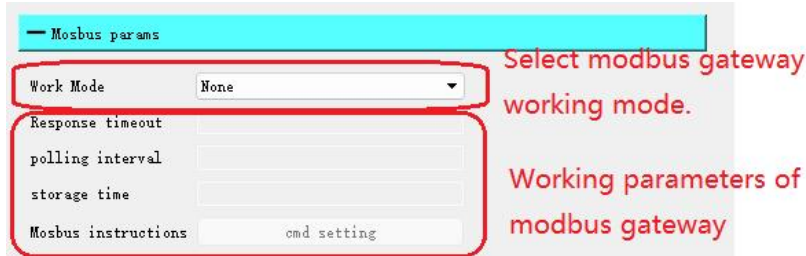 Mosbus params
Work Mode None
Select modbus gateway
working mode.
Response timeout
polling interval
storage time
Mosbus instructions cmd setting
Working parameters of
modbus gateway